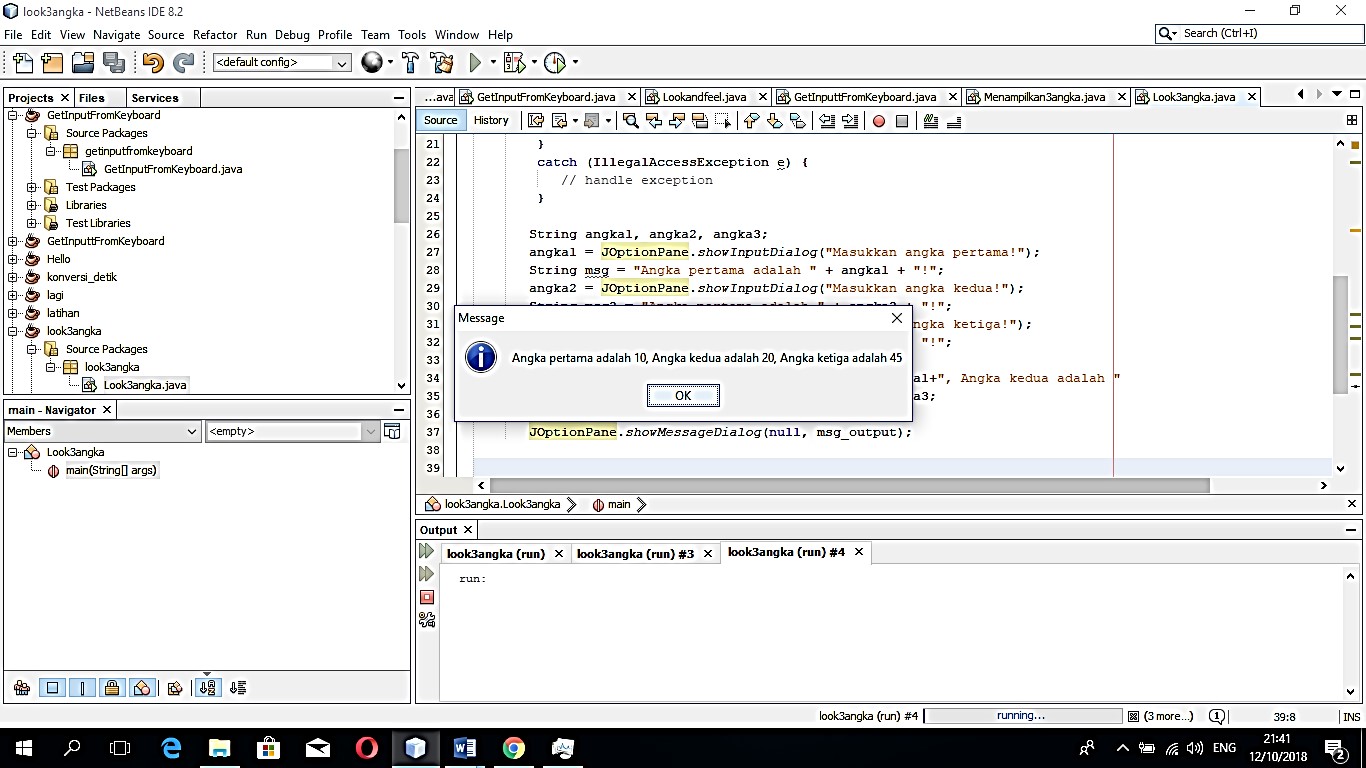 look3angka - NetBeans IDE 8.2
File Edit View Navigate Source Refactor Run Debug Profile Team Tools Window Help
Search (Ctrl+I)
<default config>
Projects Files Services
GetInputFromKeyboard
Source Packages
getinputfromkeyboard
GetInputFromKeyboard.java
Test Packages
Libraries
Test Libraries
GetInputtFromKeyboard
Hello
konversi_detik
lagi
latihan
look3angka
Source Packages
look3angka
Look3angka.java
main - Navigator
Members <empty>
Look3angka
main(String[] args)
...ava GetInputFromKeyboard.java Lookandfeel.java GetInputtFromKeyboard.java Menampilkan3angka.java Look3angka.java
Source History
21 }
22 catch (IllegalAccessException e) {
23 // handle exception
24 }
25
26 String angka1, angka2, angka3;
27 angka1 = JOptionPane.showInputDialog("Masukkan angka pertama!");
28 String msg = "Angka pertama adalah " + angka1 + "!";
29 angka2 = JOptionPane.showInputDialog("Masukkan angka kedua!");
30 String msg2 = "Angka pertama adalah " + angka2 + "!";
31 ngka ketiga!");
32 "!";
33
34 a1+", Angka kedua adalah "
35 a3;
36
37 JOptionPane.showMessageDialog(null, msg_output);
38
39
Message
Angka pertama adalah 10, Angka kedua adalah 20, Angka ketiga adalah 45
OK
look3angka.Look3angka main
Output
look3angka (run) look3angka (run) #3 look3angka (run) #4
run:
look3angka (run) #4 running... (3 more...) 1 39:8 INS
ENG
21:41
12/10/2018
2